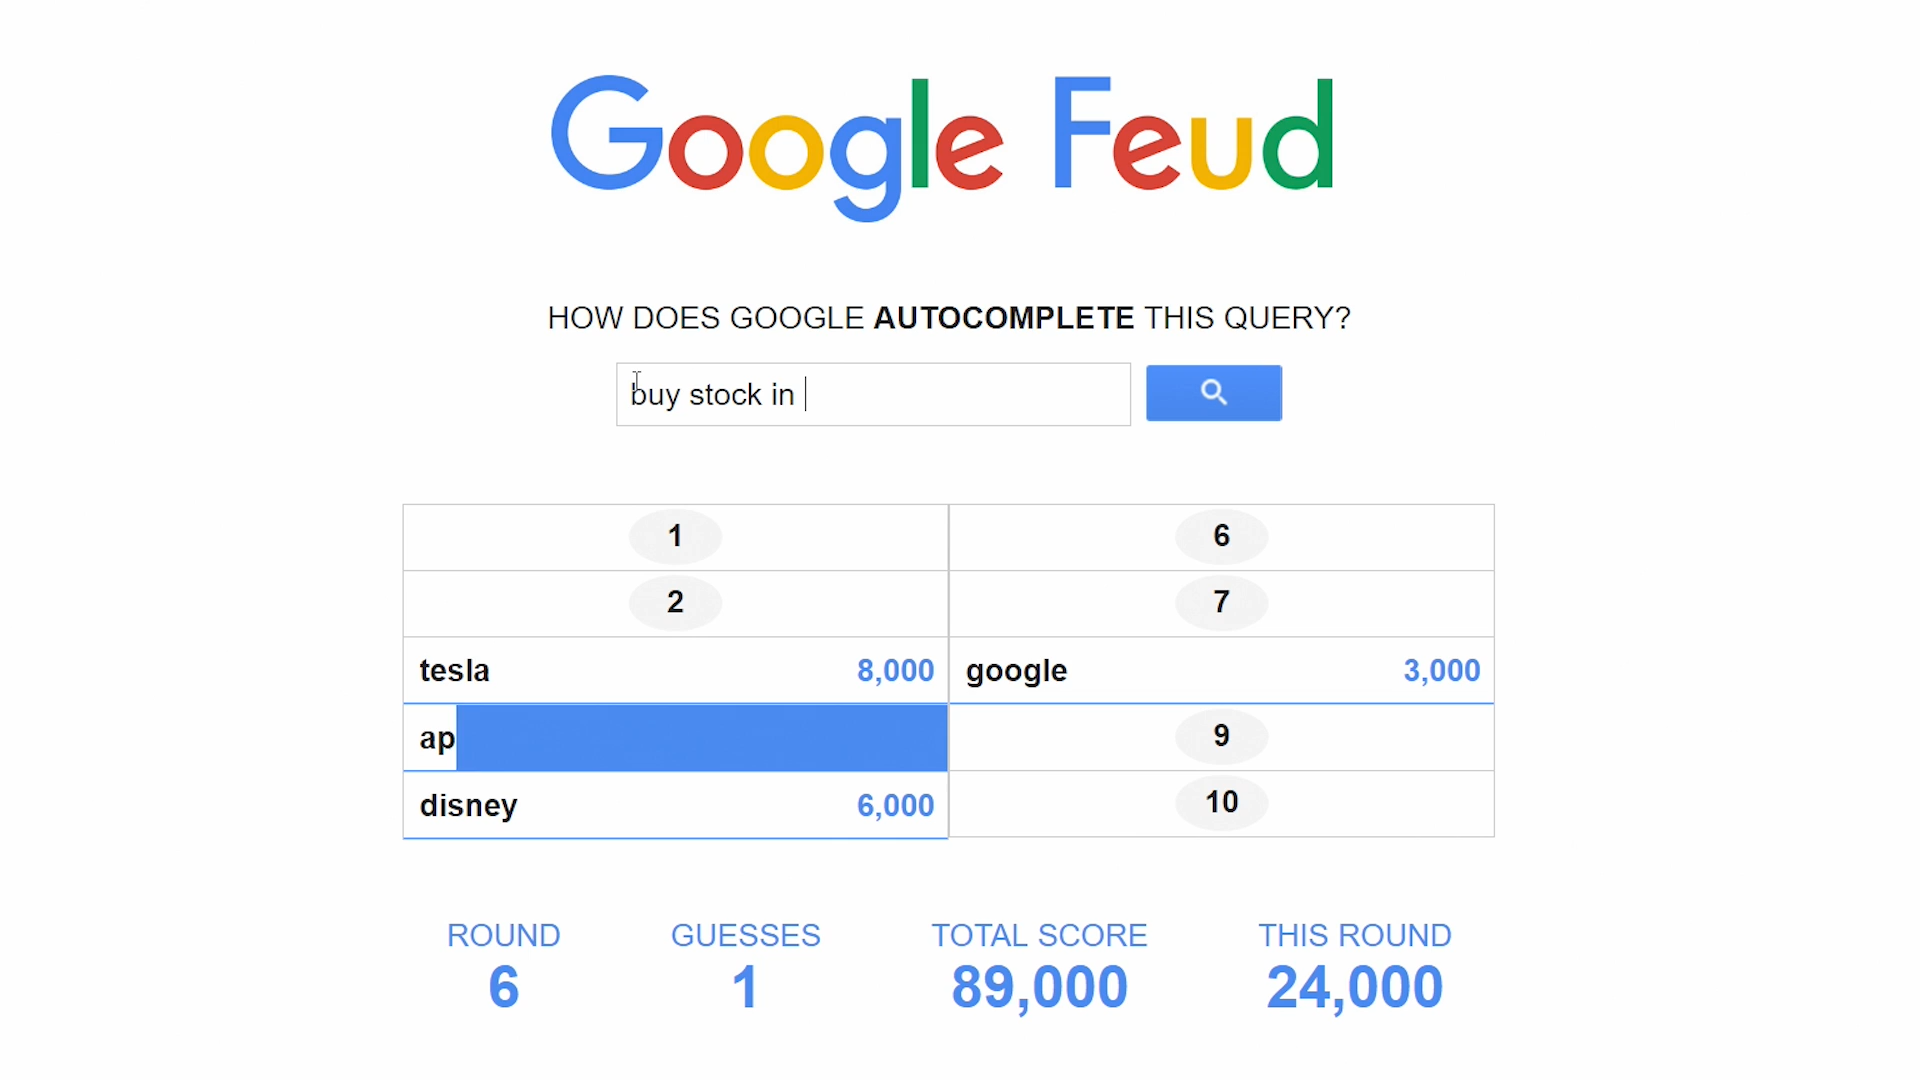 Google Feud
HOW DOES GOOGLE AUTOCOMPLETE THIS QUERY?
buy stock in
1
2
tesla 8,000
ap
disney 6,000
6
7
google 3,000
9
10
ROUND GUESSES TOTAL SCORE THIS ROUND
6 1 89,000 24,000